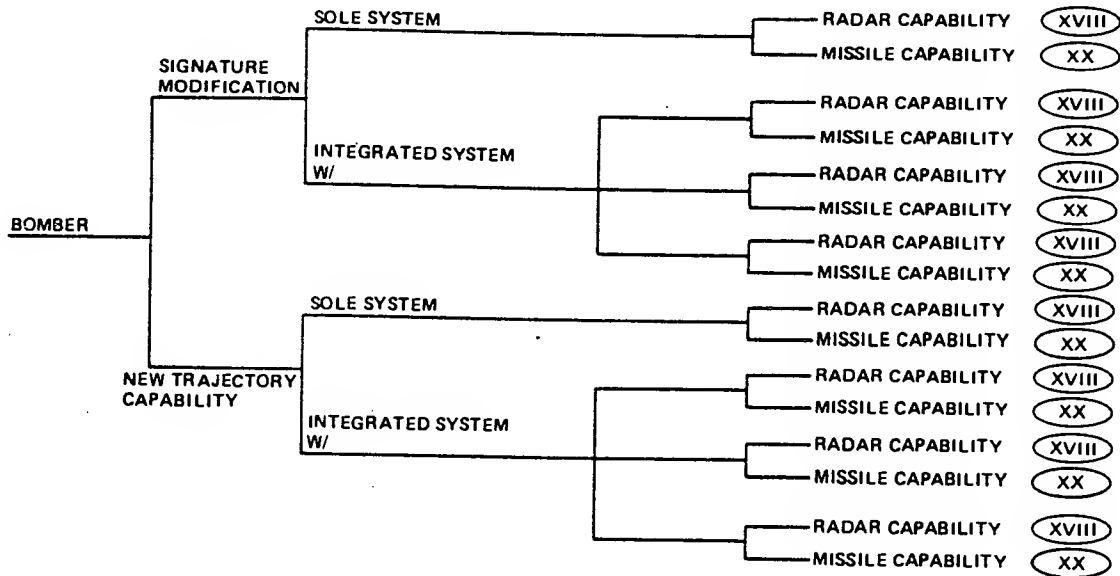 SOLE SYSTEM
RADAR CAPABILITY XVIII
MISSILE CAPABILITY XX
SIGNATURE
MODIFICATION
RADAR CAPABILITY XVIII
MISSILE CAPABILITY XX
INTEGRATED SYSTEM
W/
RADAR CAPABILITY XVIII
MISSILE CAPABILITY XX
BOMBER
RADAR CAPABILITY XVIII
MISSILE CAPABILITY XX
SOLE SYSTEM
RADAR CAPABILITY XVIII
MISSILE CAPABILITY XX
NEW TRAJECTORY
CAPABILITY
RADAR CAPABILITY XVIII
MISSILE CAPABILITY XX
INTEGRATED SYSTEM
W/
RADAR CAPABILITY XVIII
MISSILE CAPABILITY XX
RADAR CAPABILITY XVIII
MISSILE CAPABILITY XX